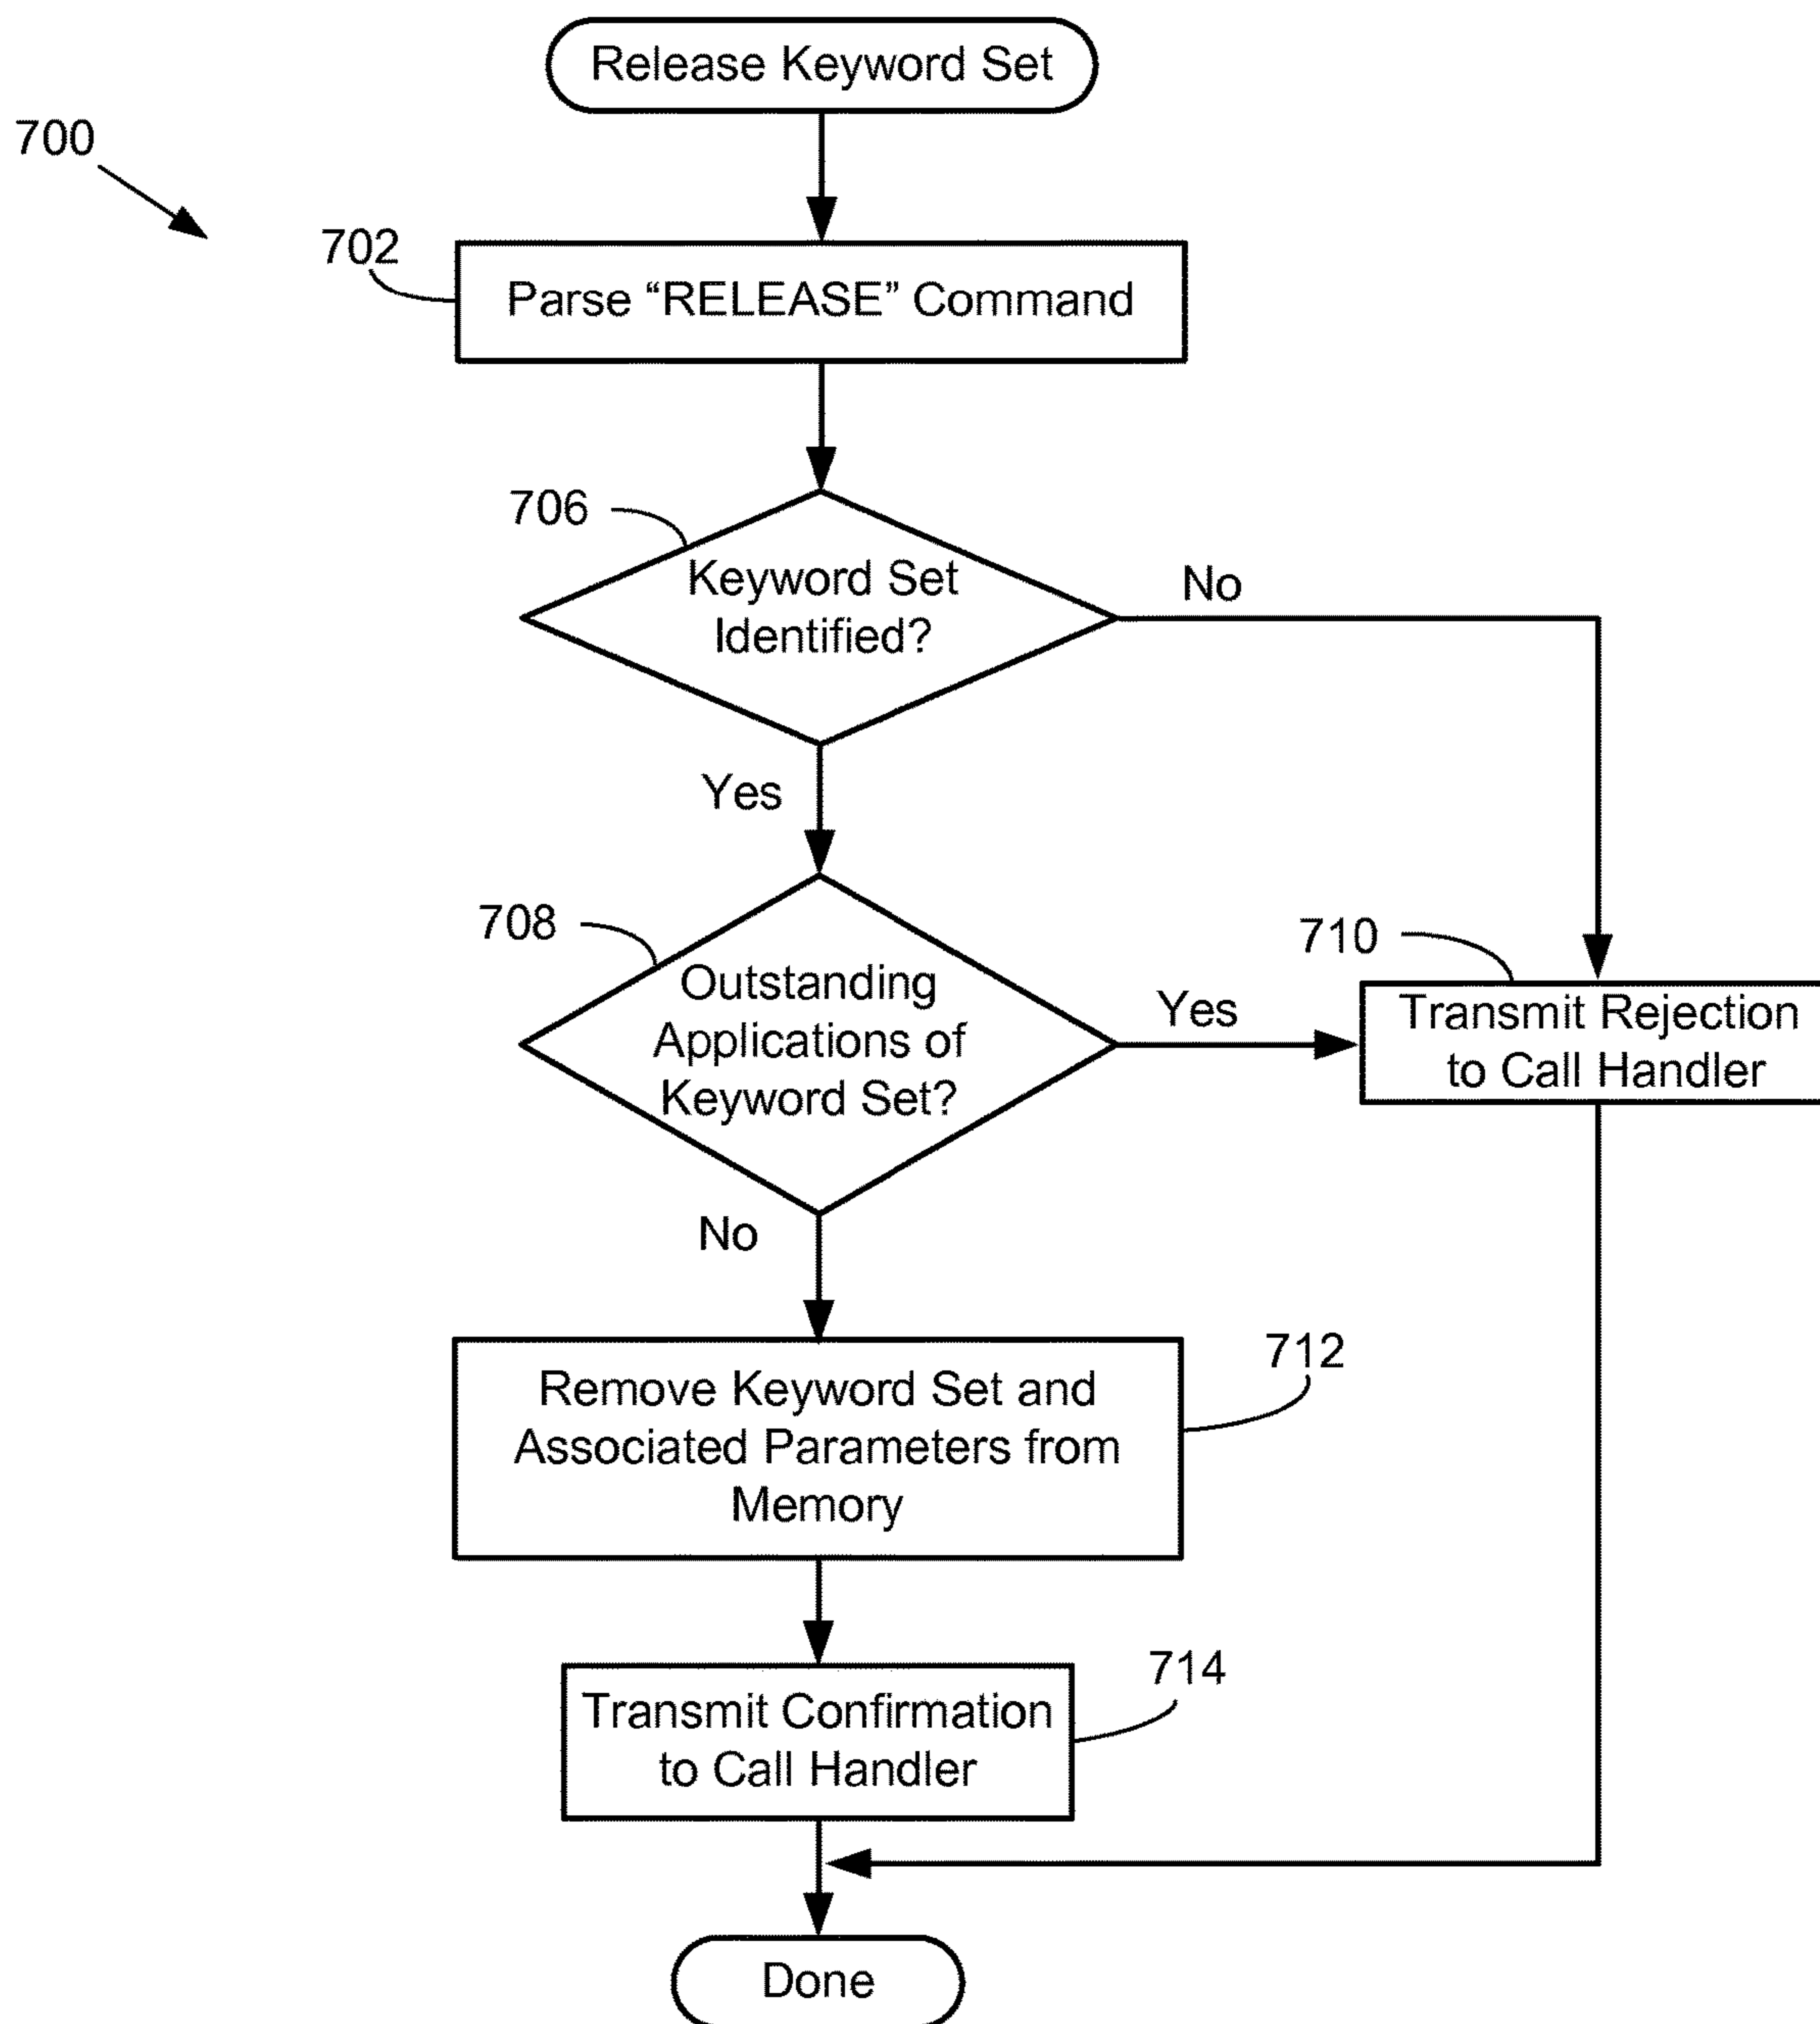 Release Keyword Set
700
702
Parse “RELEASE” Command
706
Keyword Set
Identified?
No
Yes
708
Outstanding
Applications of
Keyword Set?
Yes
710
Transmit Rejection
to Call Handler
No
712
Remove Keyword Set and
Associated Parameters from
Memory
714
Transmit Confirmation
to Call Handler
Done